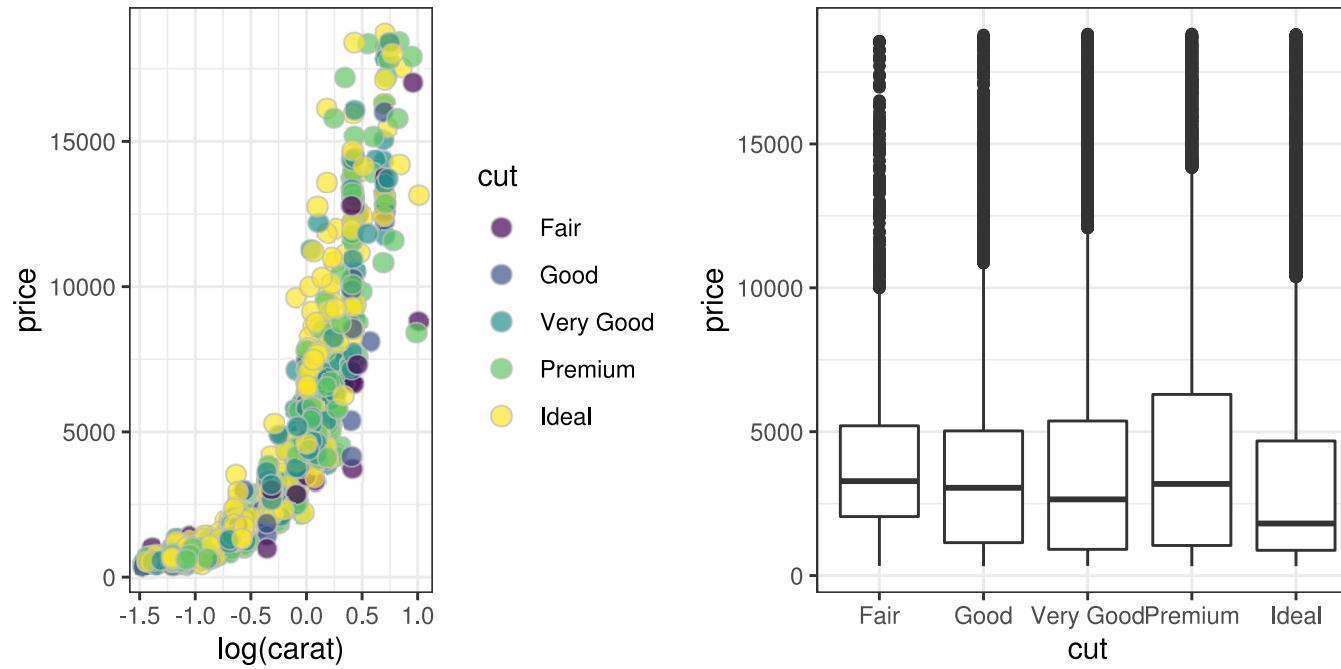 price
15000
10000
5000
0
-1.5 -1.0 -0.5 0.0 0.5 1.0
log(carat)
cut
Fair
Good
Very Good
Premium
Ideal
price
15000
10000
5000
0
Fair Good Very Good Premium Ideal
cut